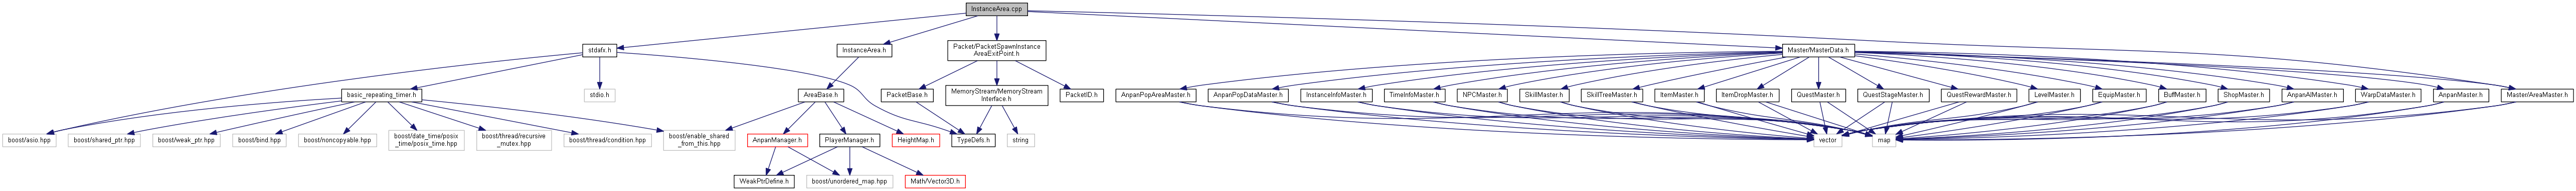 InstanceArea.cpp
stdafx.h
InstanceArea.h
Packet/PacketSpawnInstance
AreaExitPoint.h
Master/MasterData.h
basic_repeating_timer.h
stdio.h
AreaBase.h
PacketBase.h
MemoryStream/MemoryStream
Interface.h
PacketID.h
AnpanPopAreaMaster.h
AnpanPopDataMaster.h
InstanceInfoMaster.h
TimeInfoMaster.h
NPCMaster.h
SkillMaster.h
SkillTreeMaster.h
ItemMaster.h
ItemDropMaster.h
QuestMaster.h
QuestStageMaster.h
QuestRewardMaster.h
LevelMaster.h
EquipMaster.h
BuffMaster.h
ShopMaster.h
AnpanAIMaster.h
WarpDataMaster.h
AnpanMaster.h
Master/AreaMaster.h
boost/asio.hpp
boost/shared_ptr.hpp
boost/weak_ptr.hpp
boost/bind.hpp
boost/noncopyable.hpp
boost/date_time/posix
_time/posix_time.hpp
boost/thread/recursive
_mutex.hpp
boost/thread/condition.hpp
boost/enable_shared
_from_this.hpp
AnpanManager.h
PlayerManager.h
HeightMap.h
TypeDefs.h
string
vector
map
WeakPtrDefine.h
boost/unordered_map.hpp
Math/Vector3D.h